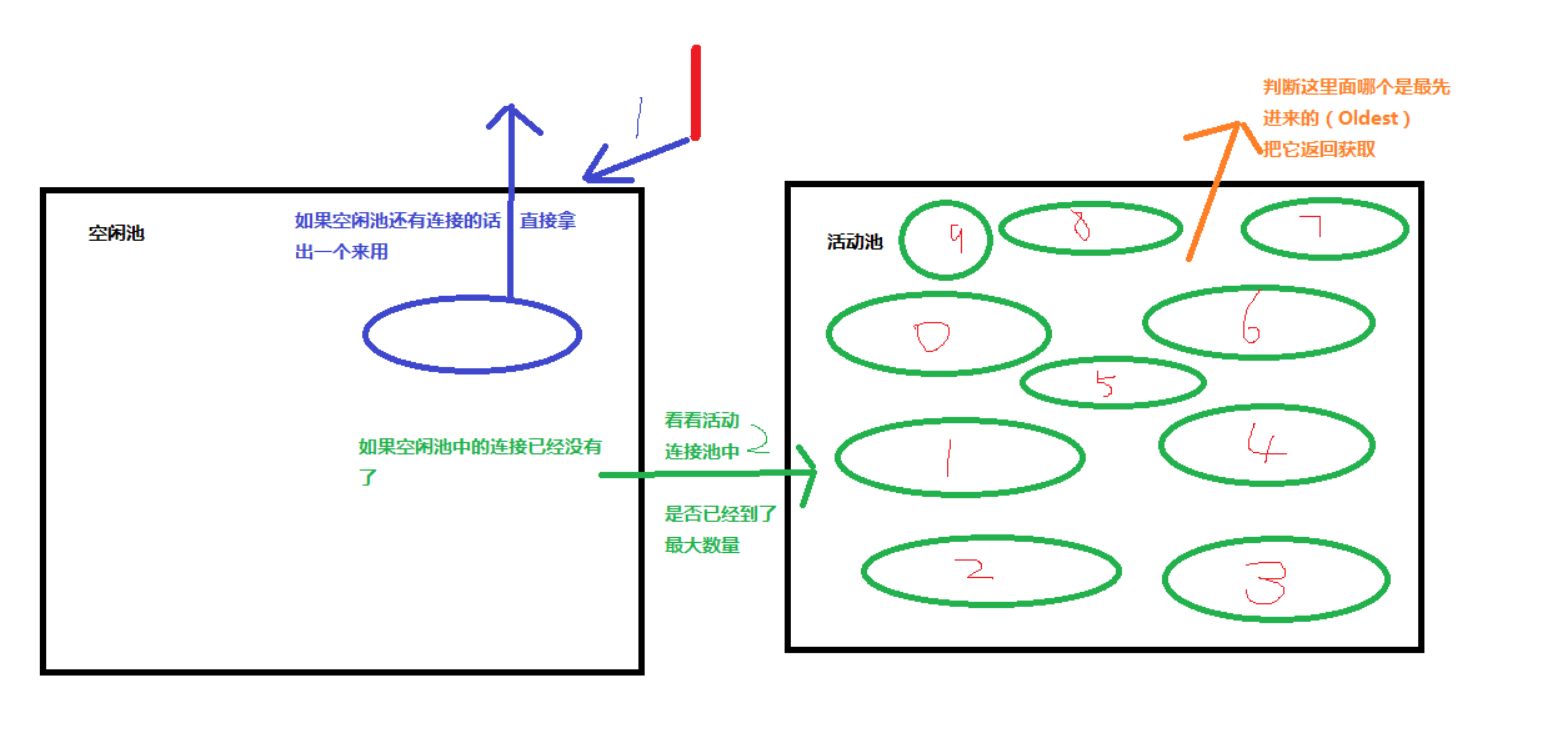 1
判断这里面哪个是最先
进来的（Oldest）
把它返回获取
空闲池
如果空闲池还有连接的话 直接拿
出一个来用
如果空闲池中的连接已经没有
了
看看活动
连接池中
2
是否已经到了
最大数量
活动池
9
8
7
0
6
5
1
4
2
3